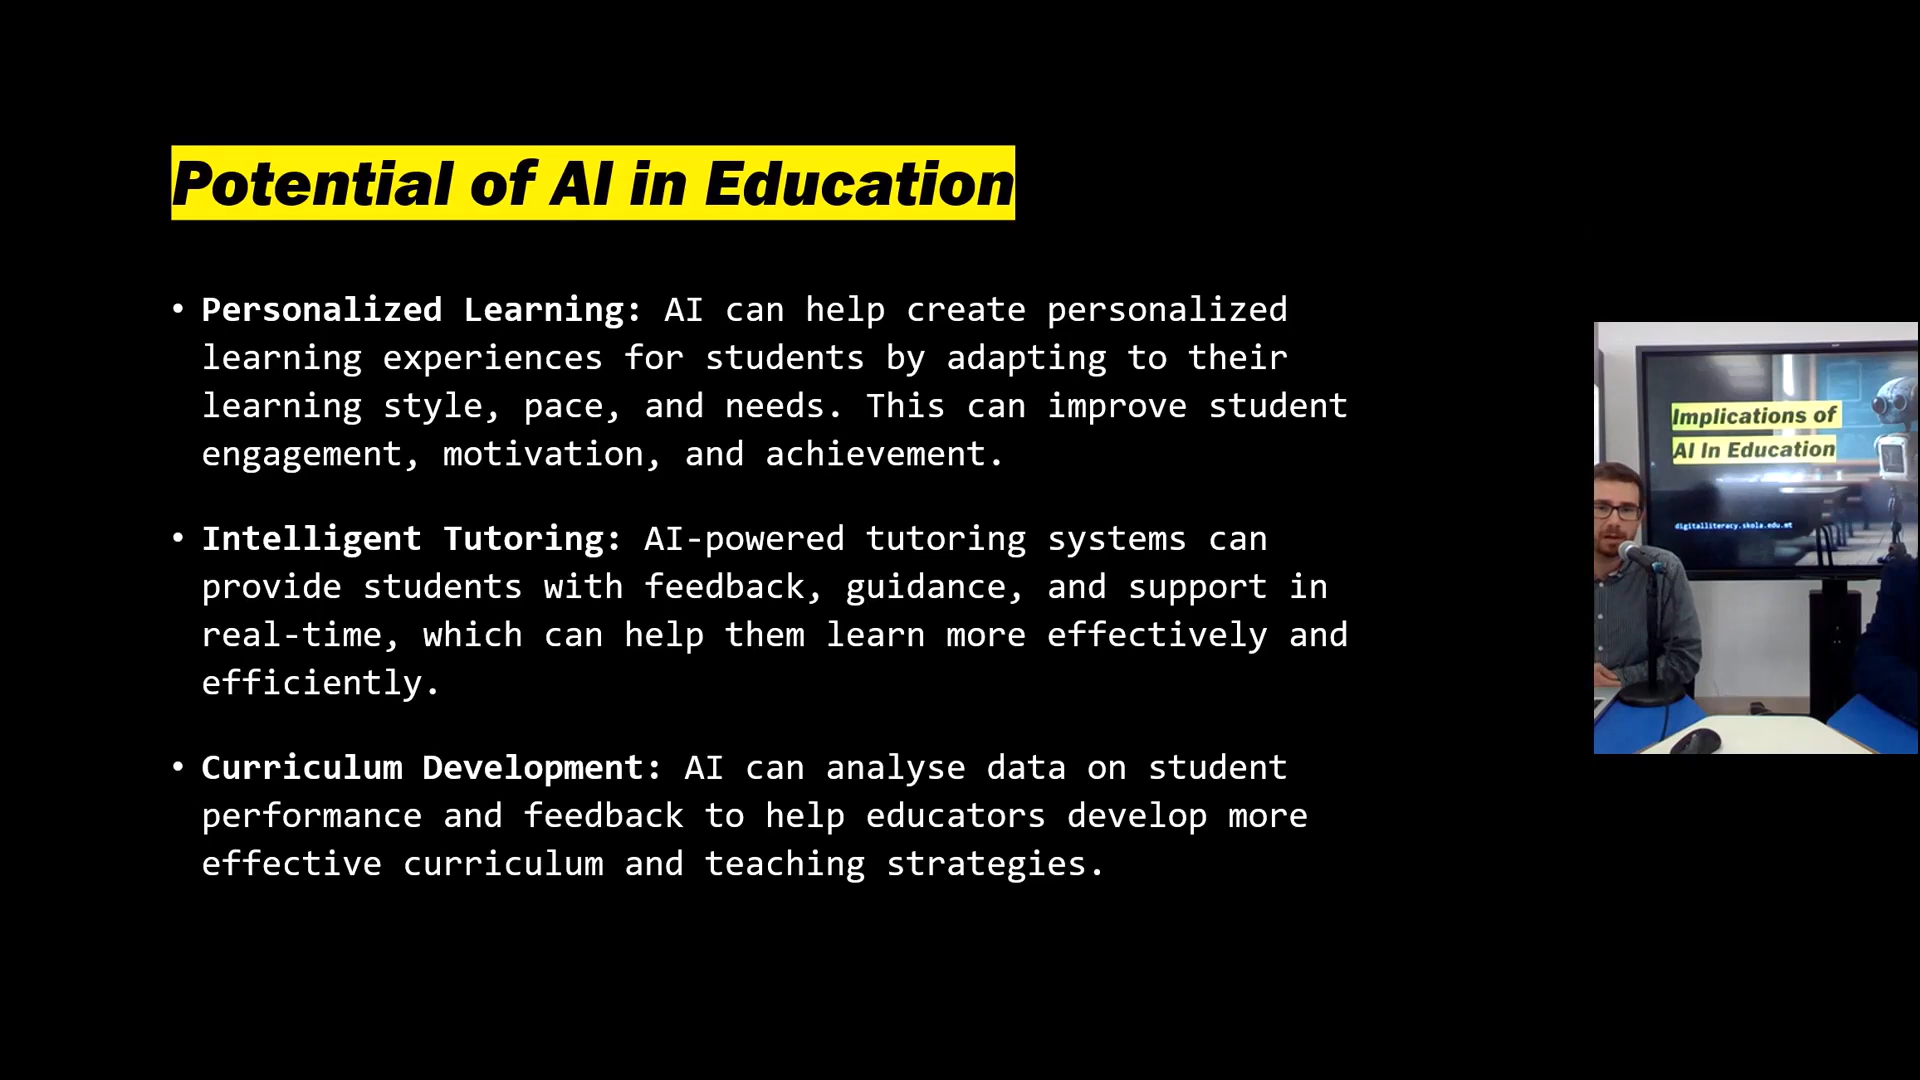 Potential of AI in Education
• Personalized Learning: AI can help create personalized
learning experiences for students by adapting to their
learning style, pace, and needs. This can improve student
engagement, motivation, and achievement.
• Intelligent Tutoring: AI-powered tutoring systems can
provide students with feedback, guidance, and support in
real-time, which can help them learn more effectively and
efficiently.
• Curriculum Development: AI can analyse data on student
performance and feedback to help educators develop more
effective curriculum and teaching strategies.
Implications of
AI In Education
digitalliteracy.skola.edu.mt